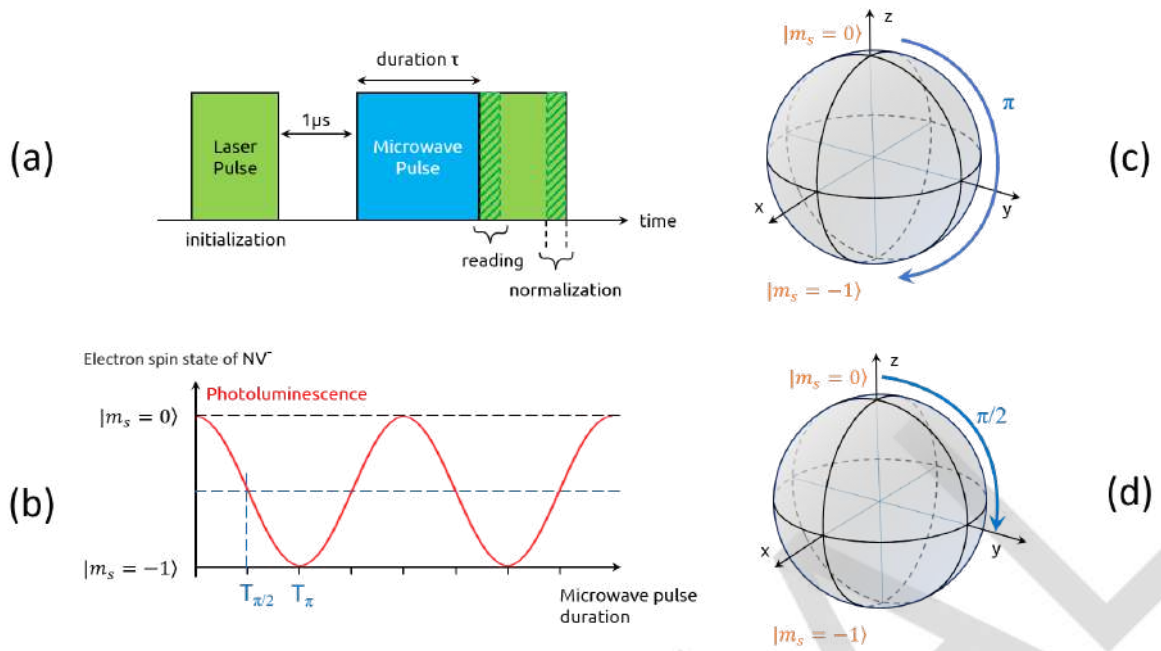 (a)
duration τ
1µs
Laser
Pulse
Microwave
Pulse
time
initialization
reading
normalization
(c)
z
|m_s = 0⟩
π
x
y
|m_s = −1⟩
(b)
Electron spin state of NV⁻
Photoluminescence
|m_s = 0⟩
|m_s = −1⟩
T_π/2
T_π
Microwave pulse
duration
(d)
z
|m_s = 0⟩
π/2
x
y
|m_s = −1⟩